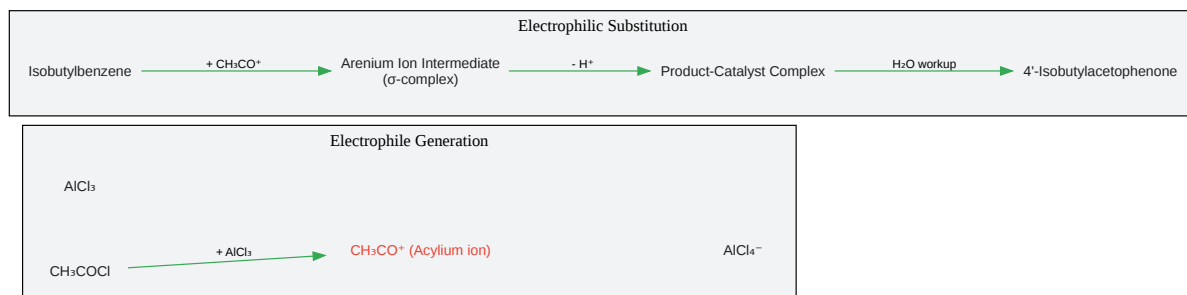 Electrophilic Substitution
Isobutylbenzene
+ CH₃CO⁺
Arenium Ion Intermediate
(σ-complex)
- H⁺
Product-Catalyst Complex
H₂O workup
4'-Isobutylacetophenone
Electrophile Generation
AlCl₃
CH₃COCl
+ AlCl₃
CH₃CO⁺ (Acylium ion)
AlCl₄⁻